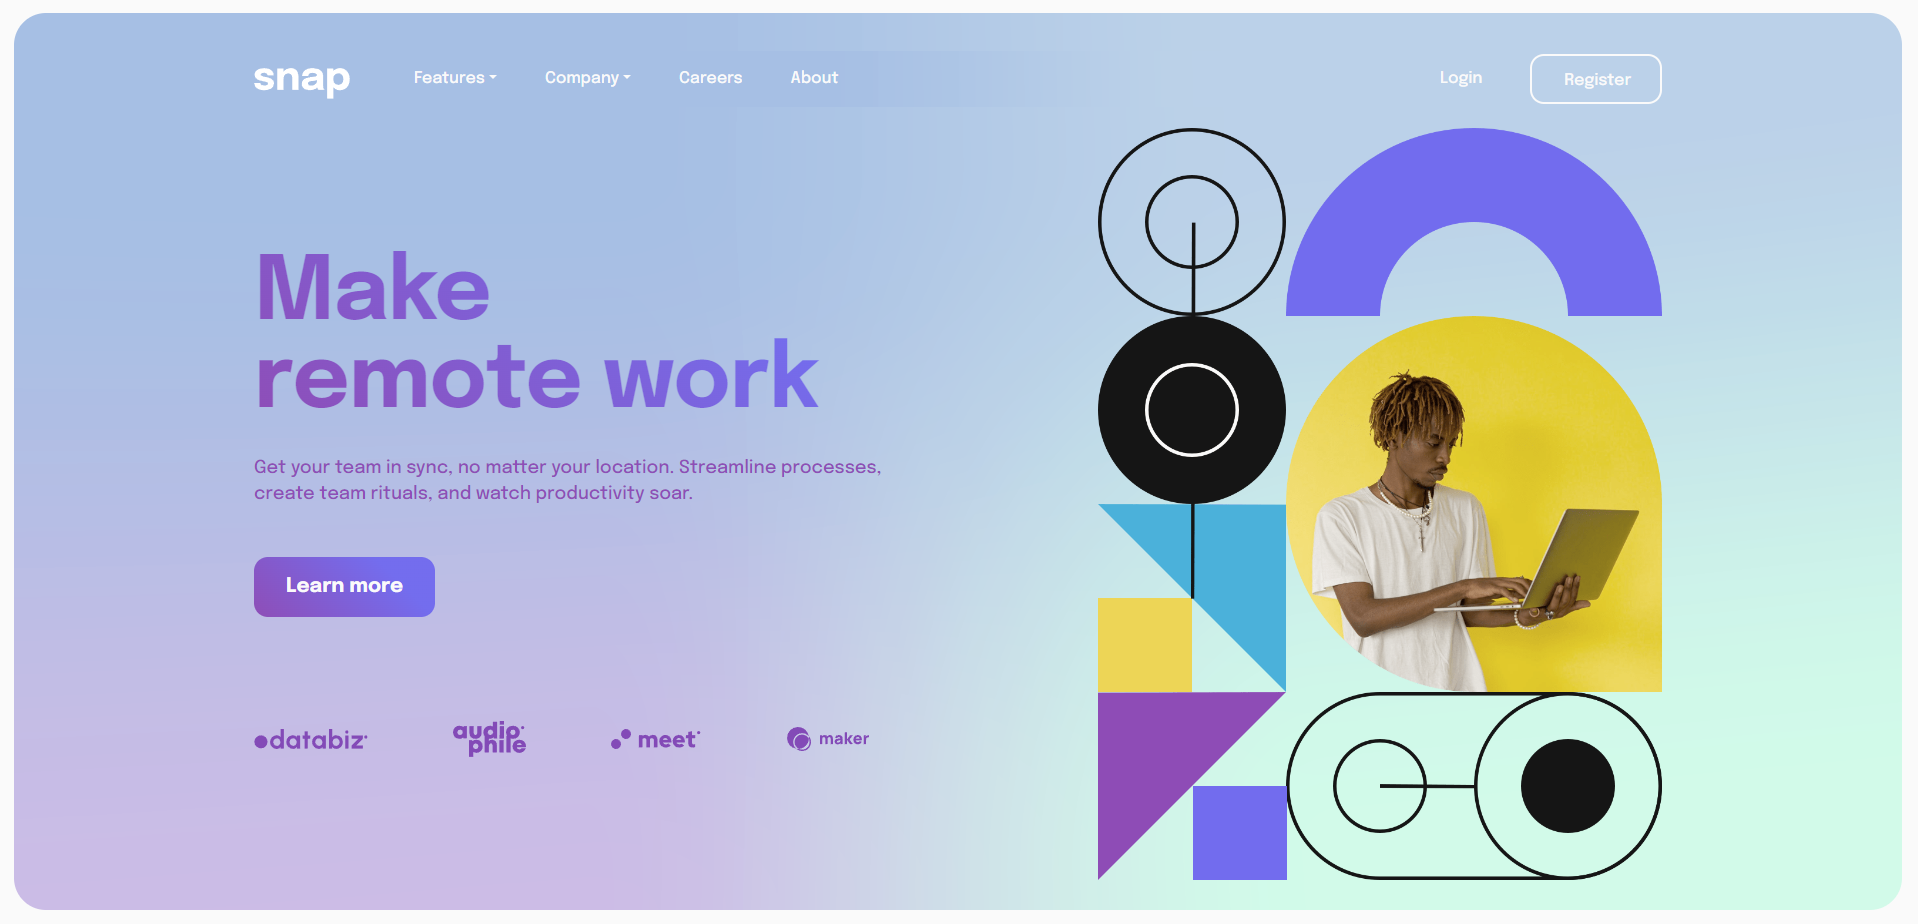 snap
Features
Company
Careers
About
Login
Register
Make
remote work
Get your team in sync, no matter your location. Streamline processes,
create team rituals, and watch productivity soar.
Learn more
databiz
audio
phile
meet
maker